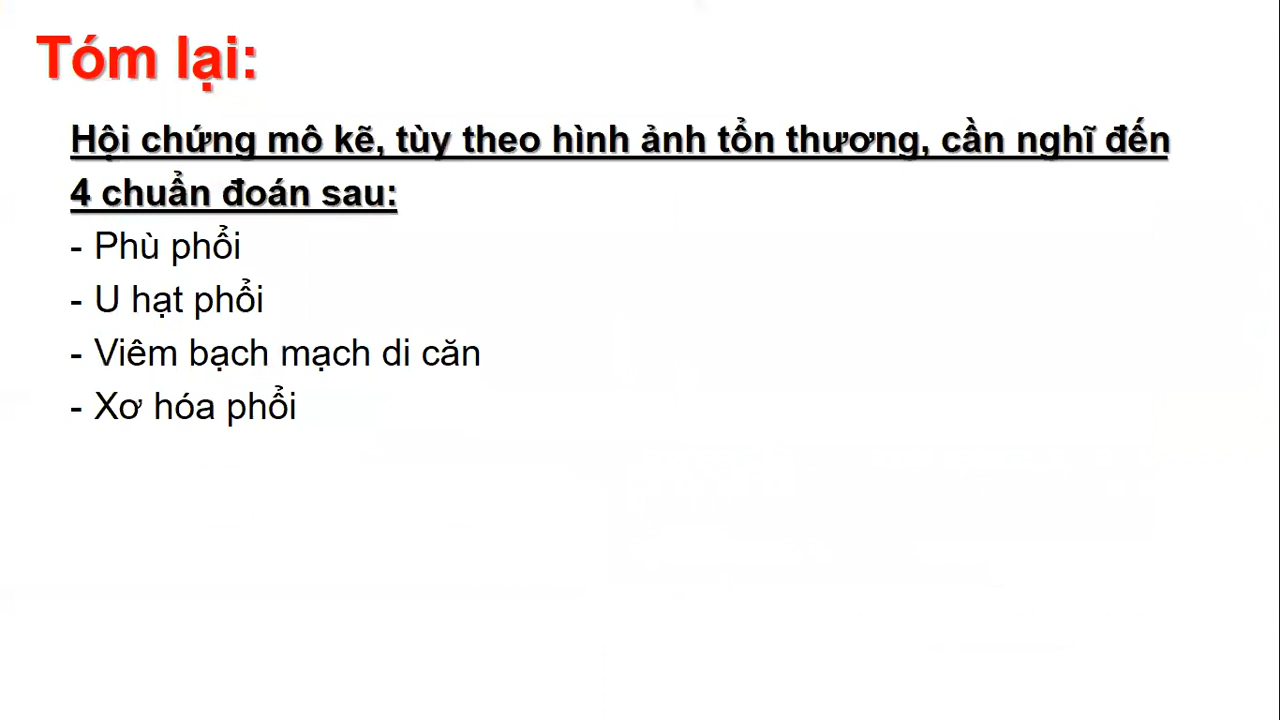 Tóm lại:
Hội chứng mô kẽ, tùy theo hình ảnh tổn thương, cần nghĩ đến
4 chuẩn đoán sau:
- Phù phổi
- U hạt phổi
- Viêm bạch mạch di căn
- Xơ hóa phổi